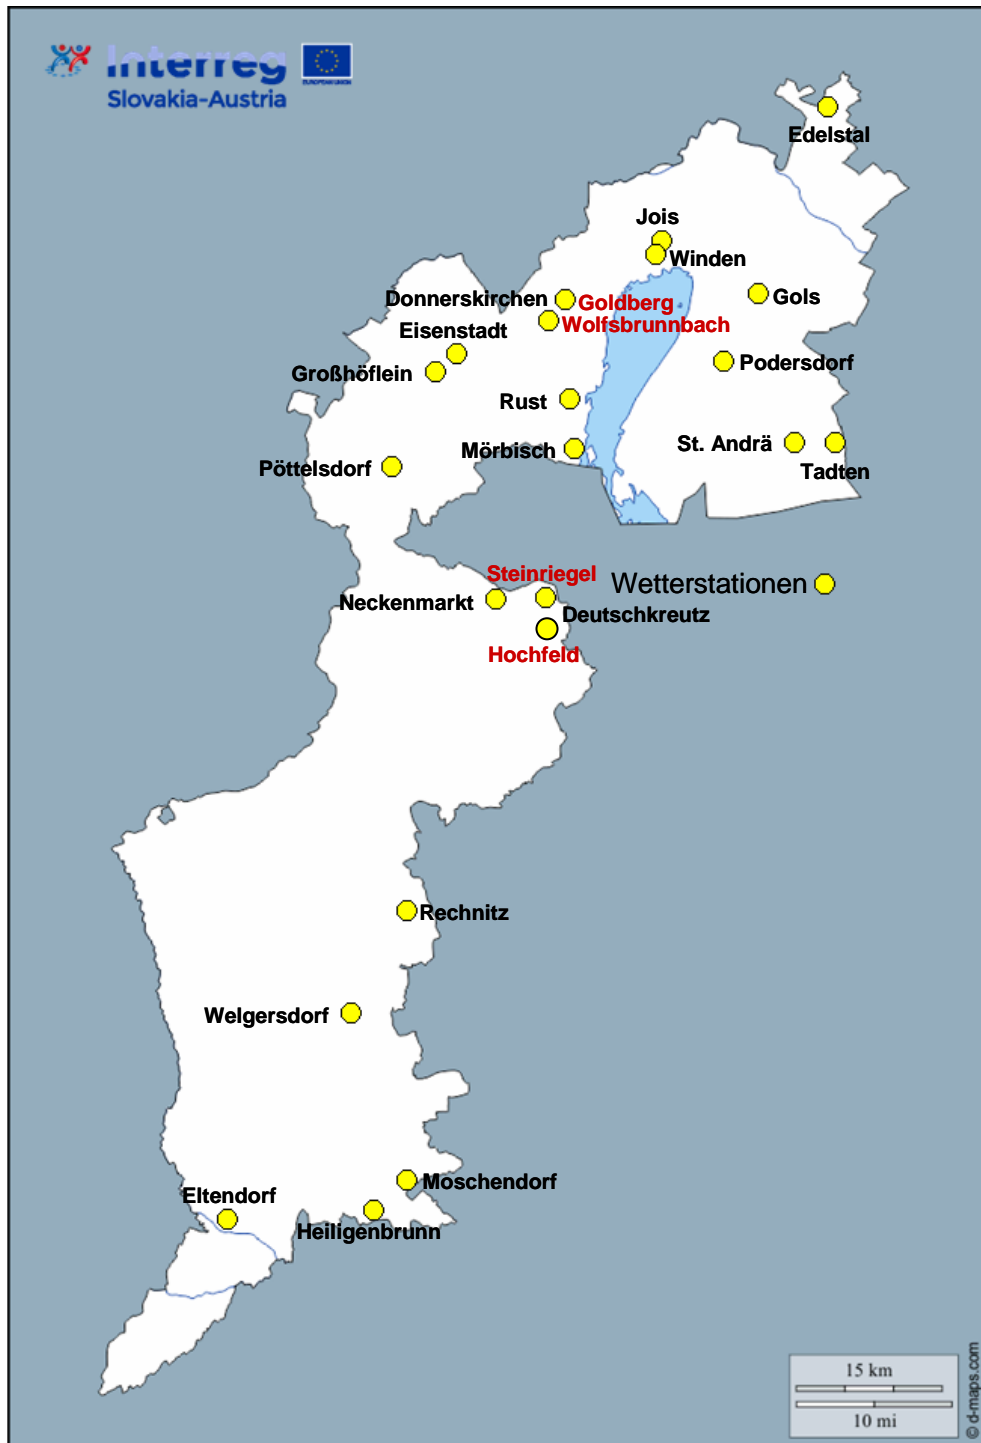 Interreg
EUROPEAN UNION
Slovakia-Austria
Edelstal
Jois
Winden
Donnerskirchen
Goldberg
Gols
Wolfsbrunnbach
Eisenstadt
Großhöflein
Podersdorf
Rust
Mörbisch
St. Andrä
Pöttelsdorf
Tadten
Steinriegel
Wetterstationen
Neckenmarkt
Deutschkreutz
Hochfeld
Rechnitz
Welgersdorf
Moschendorf
Eltendorf
Heiligenbrunn
15 km
10 mi
© d-maps.com